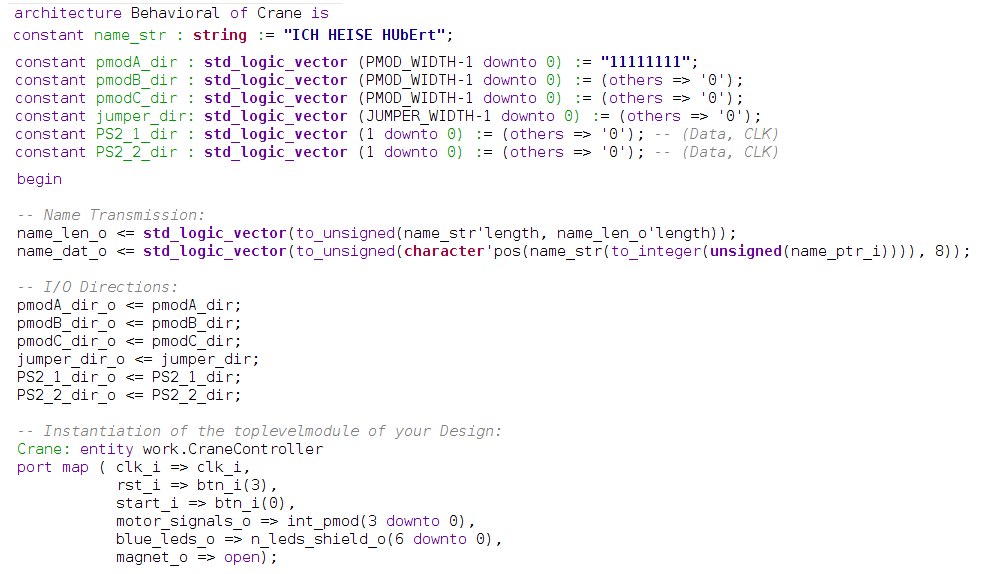 architecture Behavioral of Crane is
constant name_str : string := "ICH HEISE HUbErt";
constant pmodA_dir : std_logic_vector (PMOD_WIDTH-1 downto 0) := "11111111";
constant pmodB_dir : std_logic_vector (PMOD_WIDTH-1 downto 0) := (others => '0');
constant pmodC_dir : std_logic_vector (PMOD_WIDTH-1 downto 0) := (others => '0');
constant jumper_dir: std_logic_vector (JUMPER_WIDTH-1 downto 0) := (others => '0');
constant PS2_1_dir : std_logic_vector (1 downto 0) := (others => '0'); -- (Data, CLK)
constant PS2_2_dir : std_logic_vector (1 downto 0) := (others => '0'); -- (Data, CLK)
begin
-- Name Transmission:
name_len_o <= std_logic_vector(to_unsigned(name_str'length, name_len_o'length));
name_dat_o <= std_logic_vector(to_unsigned(character'pos(name_str(to_integer(unsigned(name_ptr_i)))), 8));
-- I/O Directions:
pmodA_dir_o <= pmodA_dir;
pmodB_dir_o <= pmodB_dir;
pmodC_dir_o <= pmodC_dir;
jumper_dir_o <= jumper_dir;
PS2_1_dir_o <= PS2_1_dir;
PS2_2_dir_o <= PS2_2_dir;
-- Instantiation of the toplevelmodule of your Design:
Crane: entity work.CraneController
port map ( clk_i => clk_i,
rst_i => btn_i(3),
start_i => btn_i(0),
motor_signals_o => int_pmod(3 downto 0),
blue_leds_o => n_leds_shield_o(6 downto 0),
magnet_o => open);